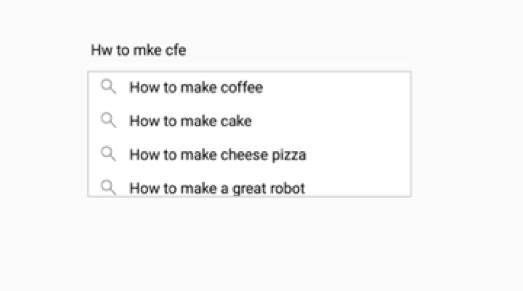 Hw to mke cfe
How to make coffee
How to make cake
How to make cheese pizza
How to make a great robot